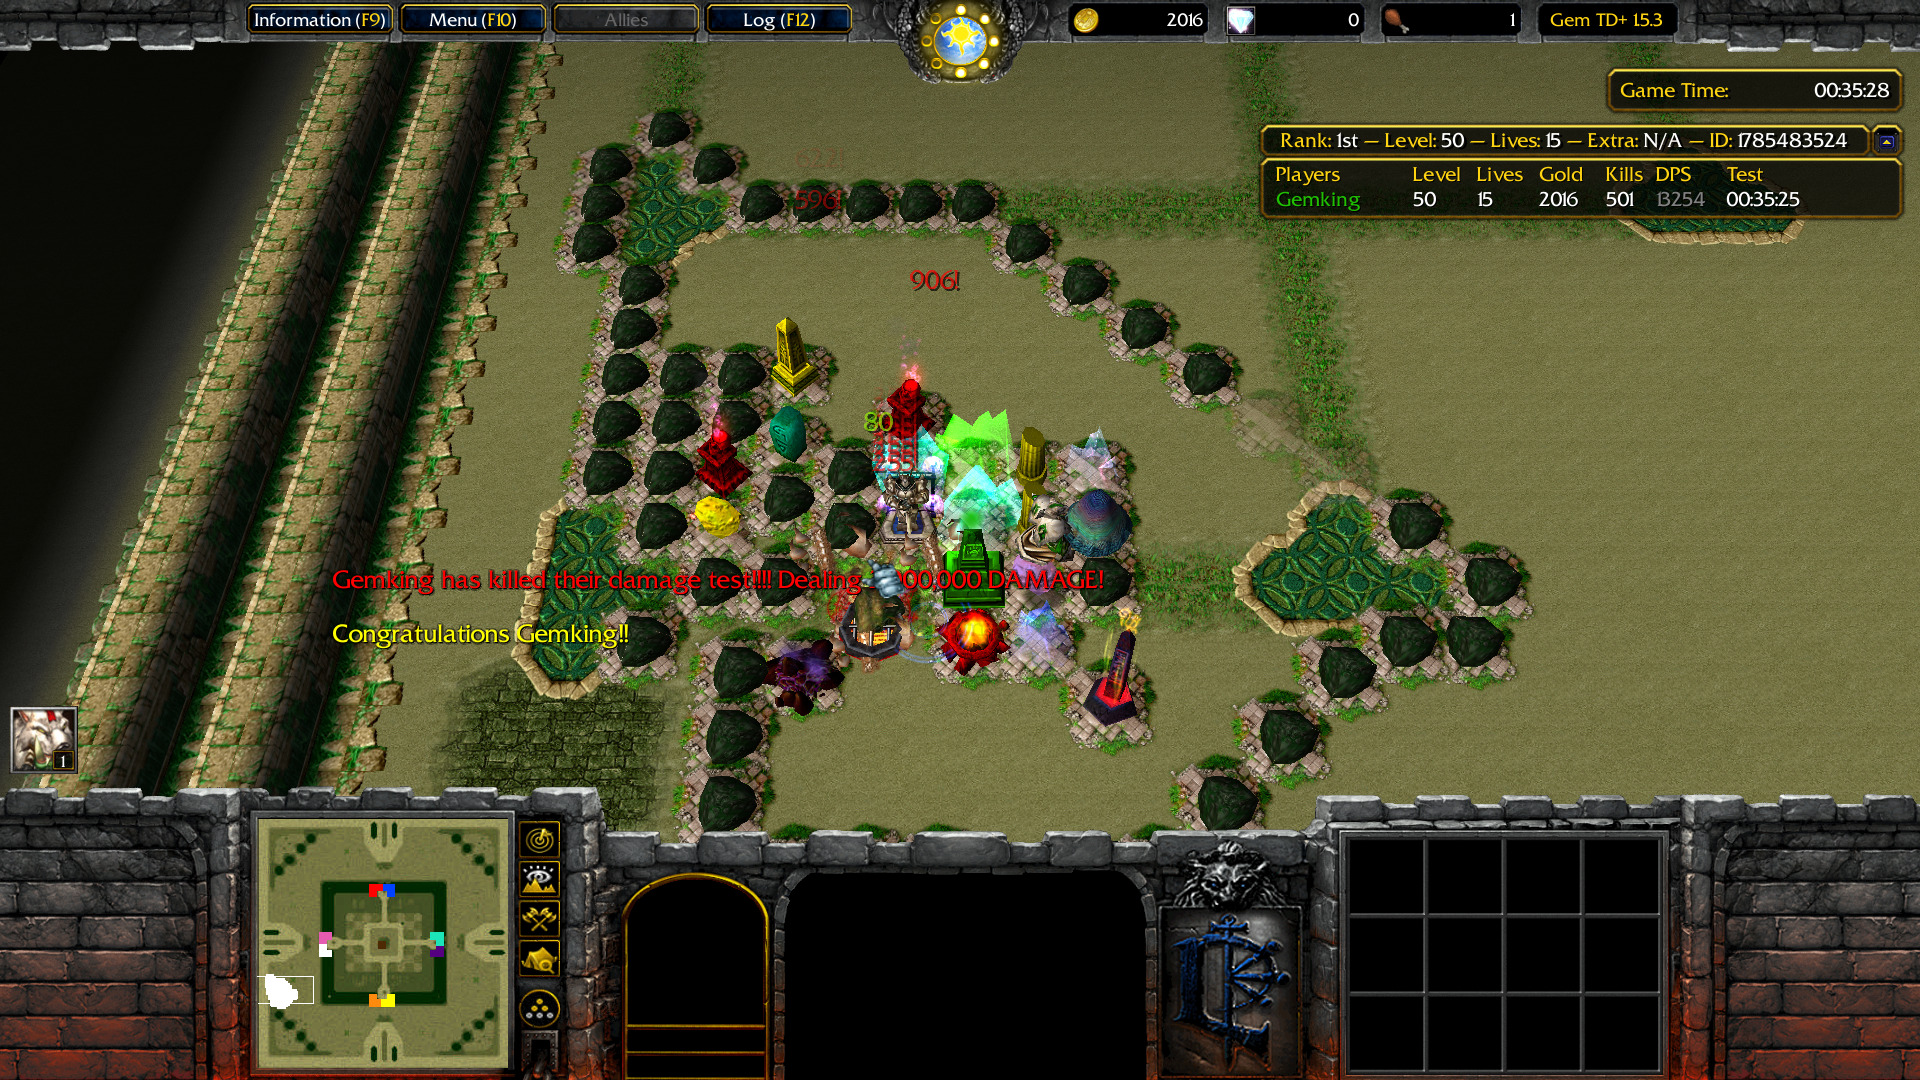 Information (F9) Menu (F10) Allies Log (F12) 2016 0 1 Gem TD+ 15.3
Game Time: 00:35:28
Rank: 1st – Level: 50 – Lives: 15 – Extra: N/A – ID: 1785483524
Players Level Lives Gold Kills DPS Test
Gemking 50 15 2016 501 13254 00:35:25
596!
906!
80
255!
Gemking has killed their damage test!!!! Dealing 000,000 DAMAGE!
Congratulations Gemking!!
1